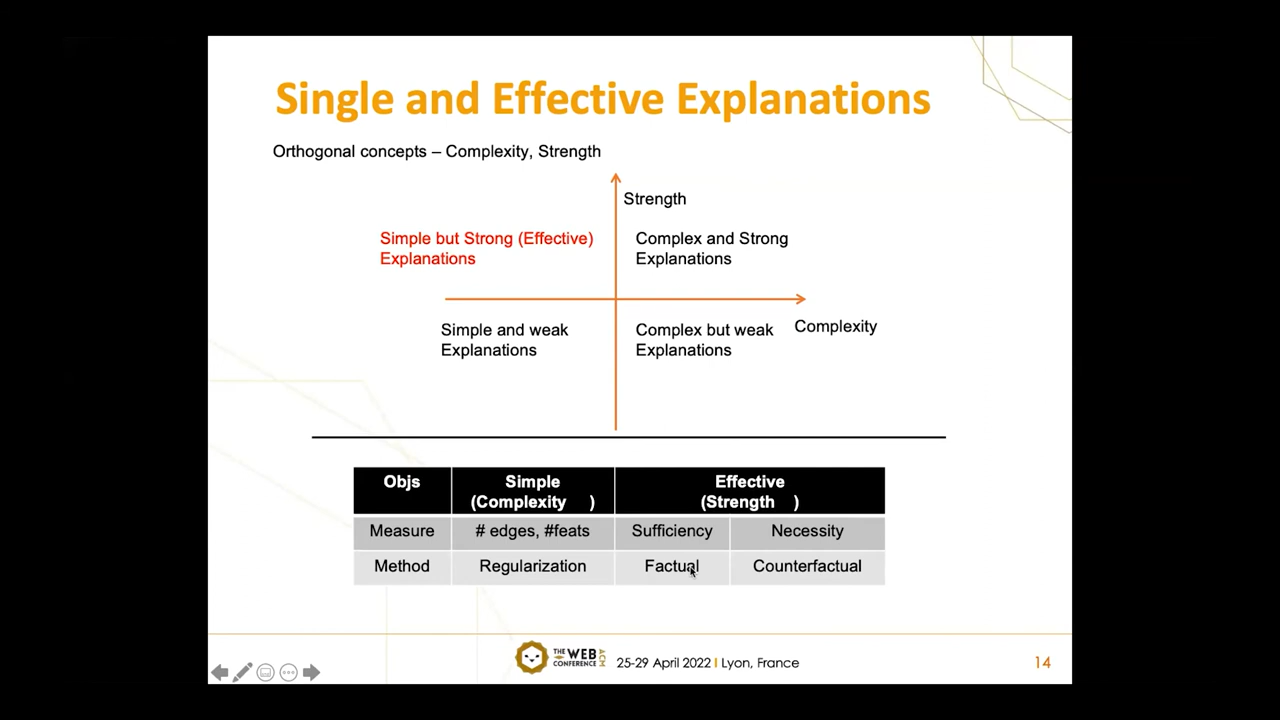 Single and Effective Explanations
Orthogonal concepts – Complexity, Strength
Strength
Simple but Strong (Effective)
Explanations
Complex and Strong
Explanations
Simple and weak
Explanations
Complex but weak
Explanations
Complexity
Objs
Simple
(Complexity )
Effective
(Strength )
Measure
# edges, #feats
Sufficiency
Necessity
Method
Regularization
Factual
Counterfactual
THE WEB
CONFERENCE
ACM
25-29 April 2022 I Lyon, France
14